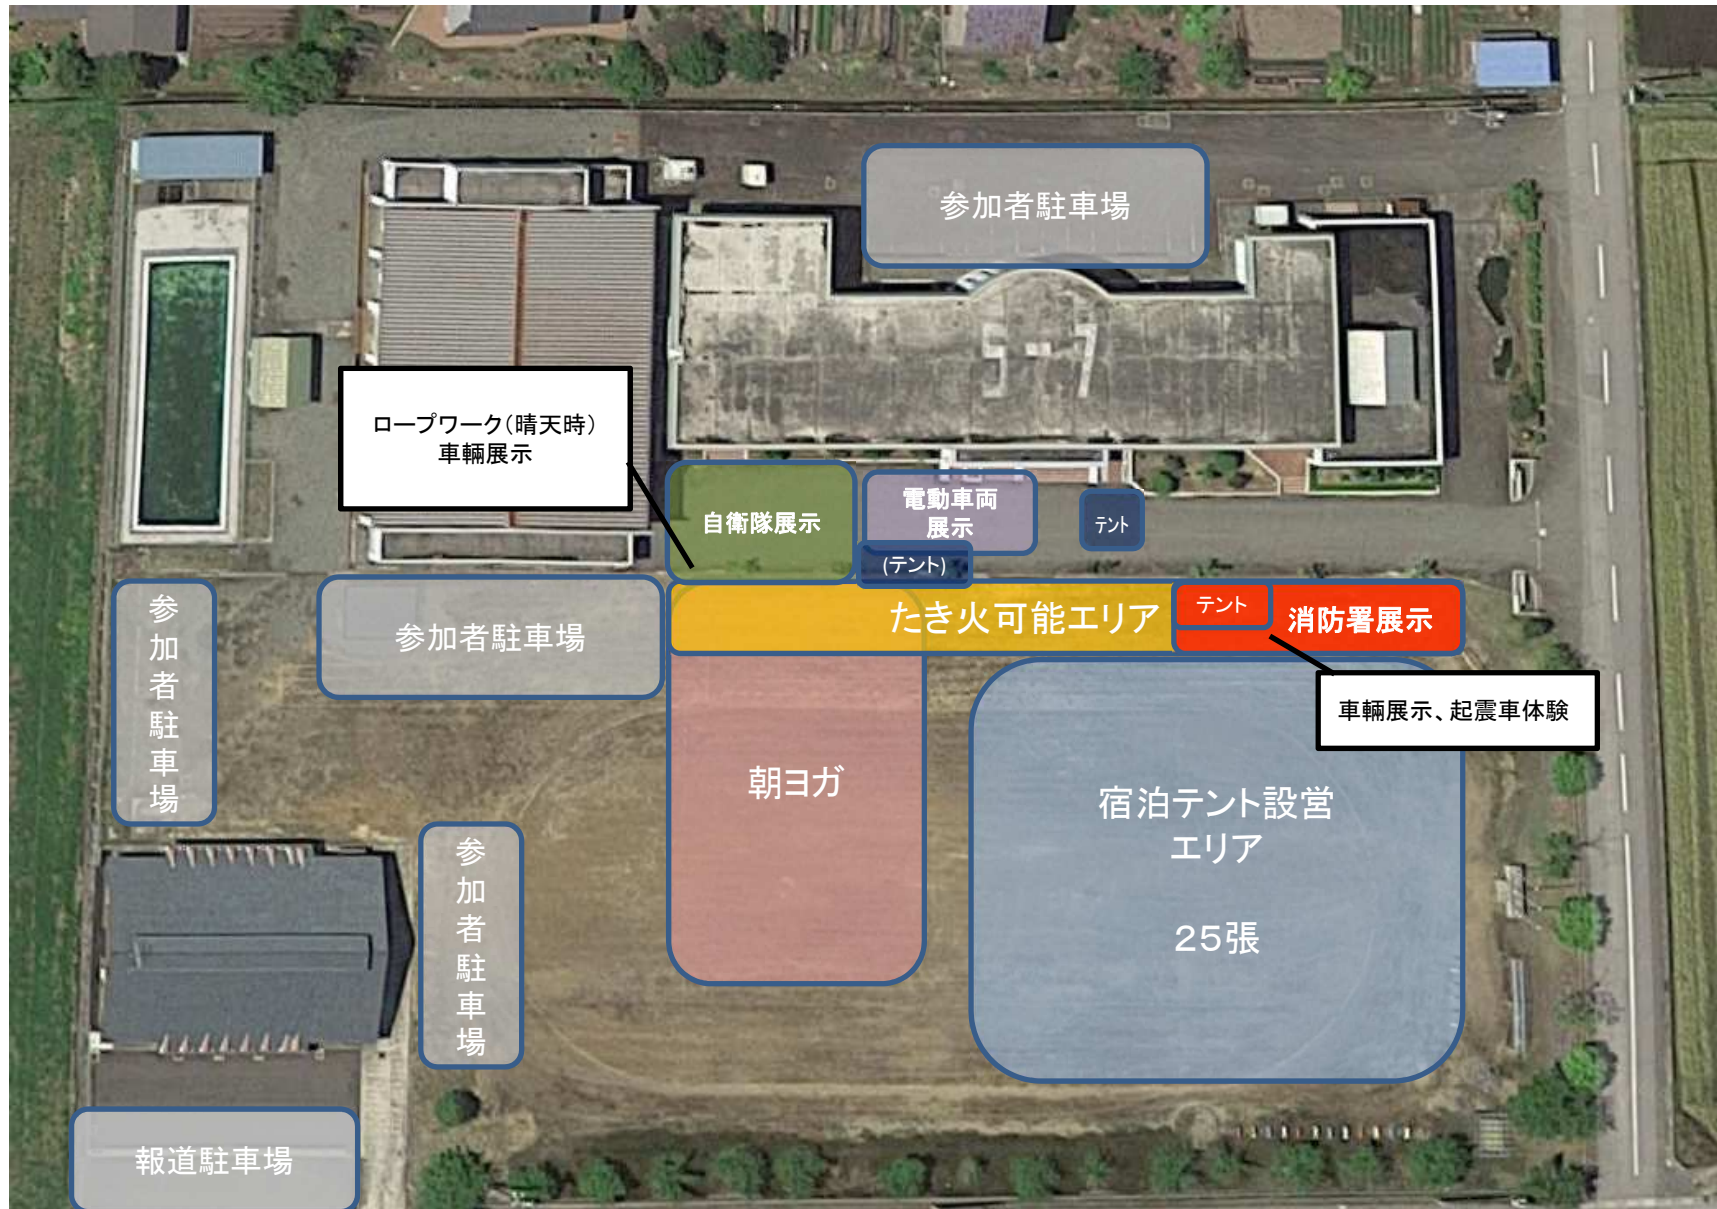 参加者駐車場
S-7
ロープワーク（晴天時）
車輛展示
自衛隊展示
電動車両
展示
テント
(テント)
たき火可能エリア
テント
消防署展示
参加者駐車場
参加者駐車場
車輛展示、起震車体験
朝ヨガ
宿泊テント設営
エリア
25張
参加者駐車場
報道駐車場